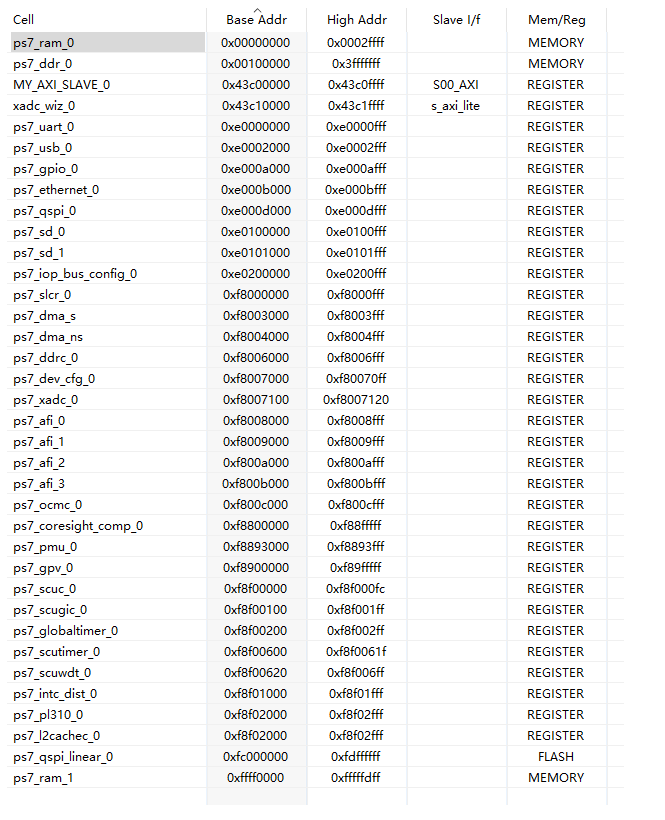 Cell Base Addr High Addr Slave I/f Mem/Reg
ps7_ram_0 0x00000000 0x0002ffff MEMORY
ps7_ddr_0 0x00100000 0x3fffffff MEMORY
MY_AXI_SLAVE_0 0x43c00000 0x43c0ffff S00_AXI REGISTER
xadc_wiz_0 0x43c10000 0x43c1ffff s_axi_lite REGISTER
ps7_uart_0 0xe0000000 0xe0000fff REGISTER
ps7_usb_0 0xe0002000 0xe0002fff REGISTER
ps7_gpio_0 0xe000a000 0xe000afff REGISTER
ps7_ethernet_0 0xe000b000 0xe000bfff REGISTER
ps7_qspi_0 0xe000d000 0xe000dfff REGISTER
ps7_sd_0 0xe0100000 0xe0100fff REGISTER
ps7_sd_1 0xe0101000 0xe0101fff REGISTER
ps7_iop_bus_config_0 0xe0200000 0xe0200fff REGISTER
ps7_slcr_0 0xf8000000 0xf8000fff REGISTER
ps7_dma_s 0xf8003000 0xf8003fff REGISTER
ps7_dma_ns 0xf8004000 0xf8004fff REGISTER
ps7_ddrc_0 0xf8006000 0xf8006fff REGISTER
ps7_dev_cfg_0 0xf8007000 0xf80070ff REGISTER
ps7_xadc_0 0xf8007100 0xf8007120 REGISTER
ps7_afi_0 0xf8008000 0xf8008fff REGISTER
ps7_afi_1 0xf8009000 0xf8009fff REGISTER
ps7_afi_2 0xf800a000 0xf800afff REGISTER
ps7_afi_3 0xf800b000 0xf800bfff REGISTER
ps7_ocmc_0 0xf800c000 0xf800cfff REGISTER
ps7_coresight_comp_0 0xf8800000 0xf88fffff REGISTER
ps7_pmu_0 0xf8893000 0xf8893fff REGISTER
ps7_gpv_0 0xf8900000 0xf89fffff REGISTER
ps7_scuc_0 0xf8f00000 0xf8f000fc REGISTER
ps7_scugic_0 0xf8f00100 0xf8f001ff REGISTER
ps7_globaltimer_0 0xf8f00200 0xf8f002ff REGISTER
ps7_scutimer_0 0xf8f00600 0xf8f0061f REGISTER
ps7_scuwdt_0 0xf8f00620 0xf8f006ff REGISTER
ps7_intc_dist_0 0xf8f01000 0xf8f01fff REGISTER
ps7_pl310_0 0xf8f02000 0xf8f02fff REGISTER
ps7_l2cachec_0 0xf8f02000 0xf8f02fff REGISTER
ps7_qspi_linear_0 0xfc000000 0xfdffffff FLASH
ps7_ram_1 0xffff0000 0xfffffdff MEMORY